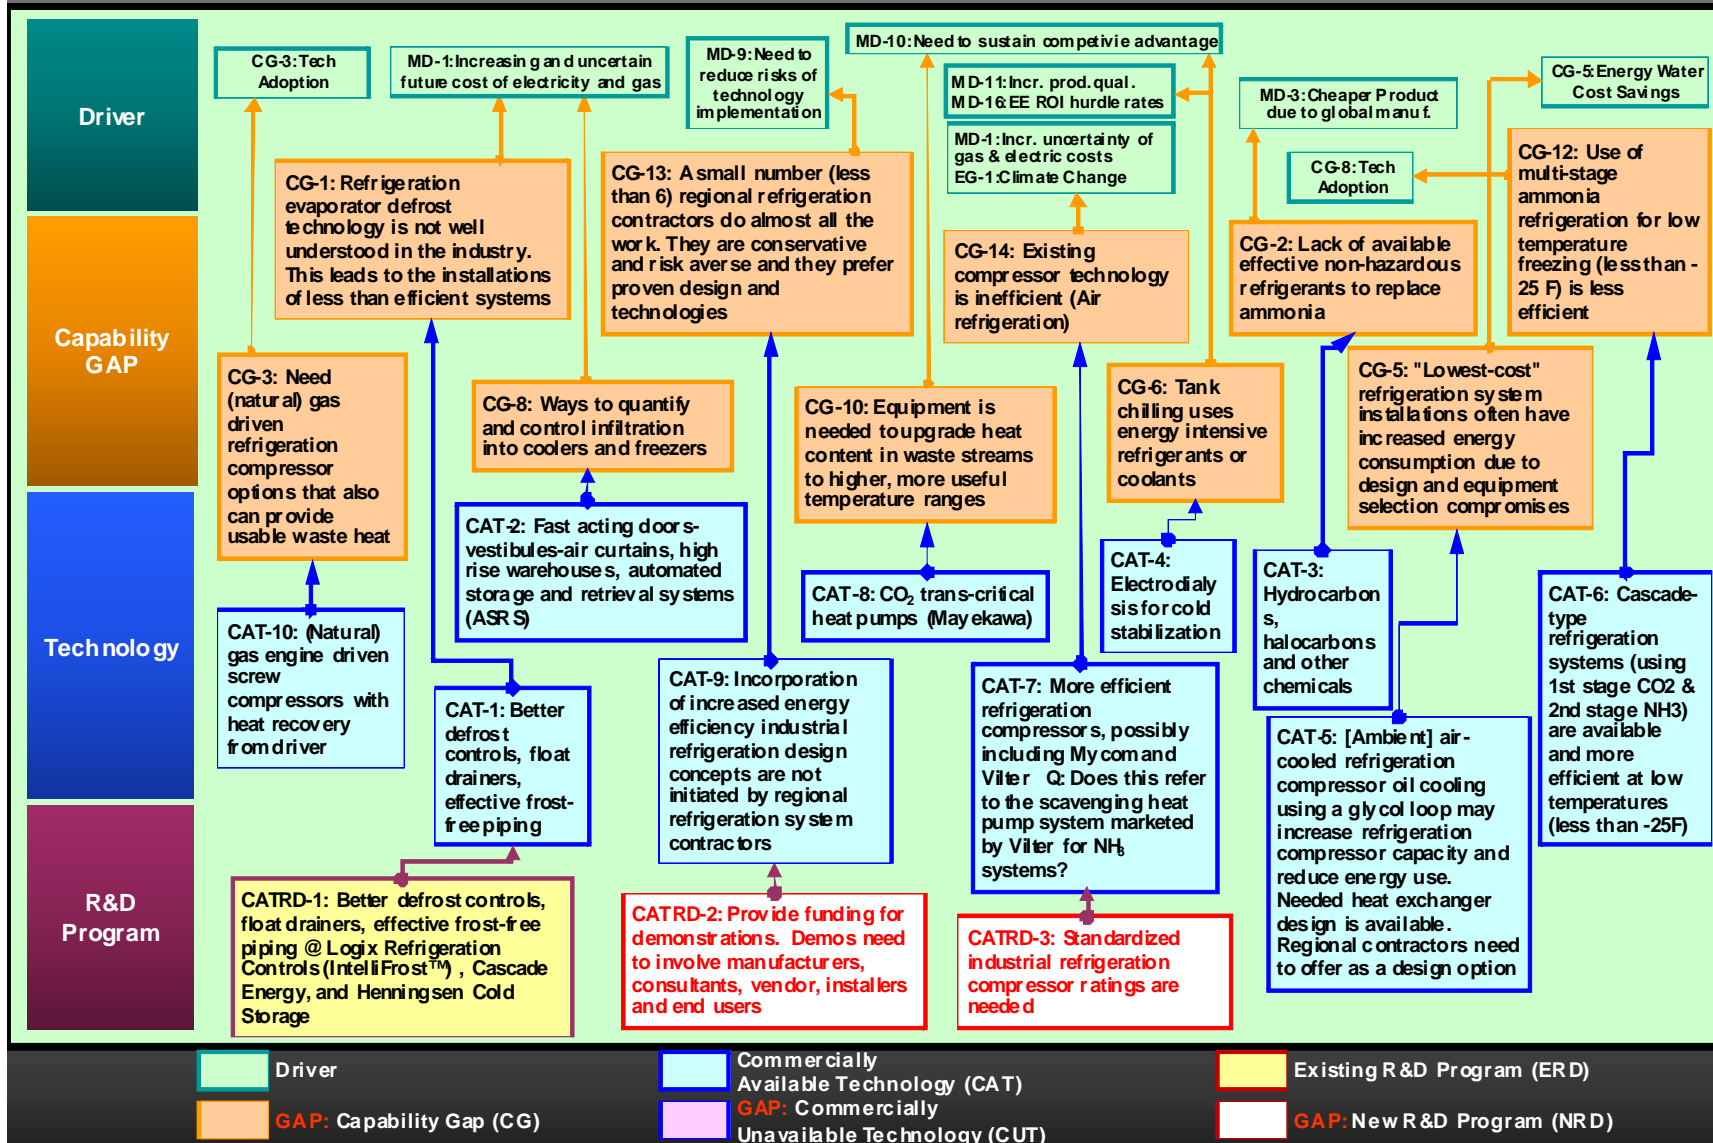 Driver
Capability
GAP
Technology
R&D
Program
CG-3: Tech
Adoption
MD-1: Increasing and uncertain
future cost of electricity and gas
MD-9: Need to
reduce risks of
technology
implementation
MD-10: Need to sustain competivie advantage
MD-11: Incr. prod. qual.
MD-16: EE ROI hurdle rates
MD-1: Incr. uncertainty of
gas & electric costs
EG-1: Climate Change
MD-3: Cheaper Product
due to global manuf.
CG-5: Energy Water
Cost Savings
CG-8: Tech
Adoption
CG-1: Refrigeration
evaporator defrost
technology is not well
understood in the industry.
This leads to the installations
of less than efficient systems
CG-13: A small number (less
than 6) regional refrigeration
contractors do almost all the
work. They are conservative
and risk averse and they prefer
proven design and
technologies
CG-14: Existing
compressor technology
is inefficient (Air
refrigeration)
CG-2: Lack of available
effective non-hazardous
refrigerants to replace
ammonia
CG-12: Use of
multi-stage
ammonia
refrigeration for low
temperature
freezing (less than -
25 F) is less
efficient
CG-3: Need
(natural) gas
driven
refrigeration
compressor
options that also
can provide
usable waste heat
CG-8: Ways to quantify
and control infiltration
into coolers and freezers
CG-10: Equipment is
needed to upgrade heat
content in waste streams
to higher, more useful
temperature ranges
CG-6: Tank
chilling uses
energy intensive
refrigerants or
coolants
CG-5: "Lowest-cost"
refrigeration system
installations often have
increased energy
consumption due to
design and equipment
selection compromises
CAT-10: (Natural)
gas engine driven
screw
compressors with
heat recovery
from driver
CAT-2: Fast acting doors-
vestibules-air curtains, high
rise warehouses, automated
storage and retrieval systems
(ASRS)
CAT-8: CO₂ trans-critical
heat pumps (Mayekawa)
CAT-4:
Electrodialy
sis for cold
stabilization
CAT-3:
Hydrocarbon
s,
halocarbons
and other
chemicals
CAT-6: Cascade-
type
refrigeration
systems (using
1st stage CO2 &
2nd stage NH3)
are available
and more
efficient at low
temperatures
(less than -25F)
CAT-1: Better
defrost
controls, float
drainers,
effective frost-
free piping
CAT-9: Incorporation
of increased energy
efficiency industrial
refrigeration design
concepts are not
initiated by regional
refrigeration system
contractors
CAT-7: More efficient
refrigeration
compressors, possibly
including Mycom and
Vilter Q: Does this refer
to the scavenging heat
pump system marketed
by Vilter for NH₃
systems?
CAT-5: [Ambient] air-
cooled refrigeration
compressor oil cooling
using a glycol loop may
increase refrigeration
compressor capacity and
reduce energy use.
Needed heat exchanger
design is available.
Regional contractors need
to offer as a design option
CATRD-1: Better defrost controls,
float drainers, effective frost-free
piping @ Logix Refrigeration
Controls (IntelliFrost™) , Cascade
Energy, and Henningsen Cold
Storage
CATRD-2: Provide funding for
demonstrations. Demos need
to involve manufacturers,
consultants, vendor, installers
and end users
CATRD-3: Standardized
industrial refrigeration
compressor ratings are
needed
Driver
GAP: Capability Gap (CG)
Commercially
Available Technology (CAT)
GAP: Commercially
Unavailable Technology (CUT)
Existing R&D Program (ERD)
GAP: New R&D Program (NRD)